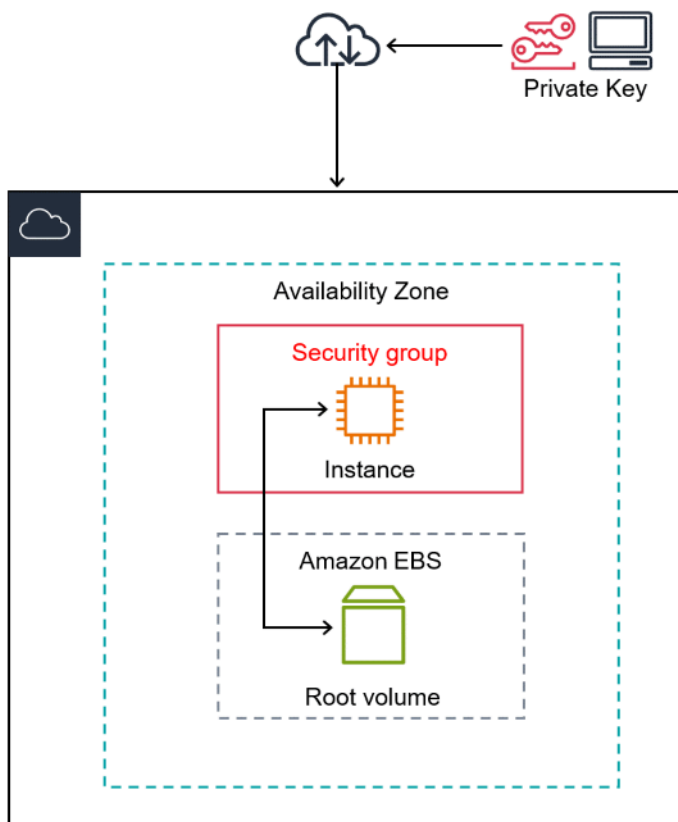 Private Key
Availability Zone
Security group
Instance
Amazon EBS
Root volume